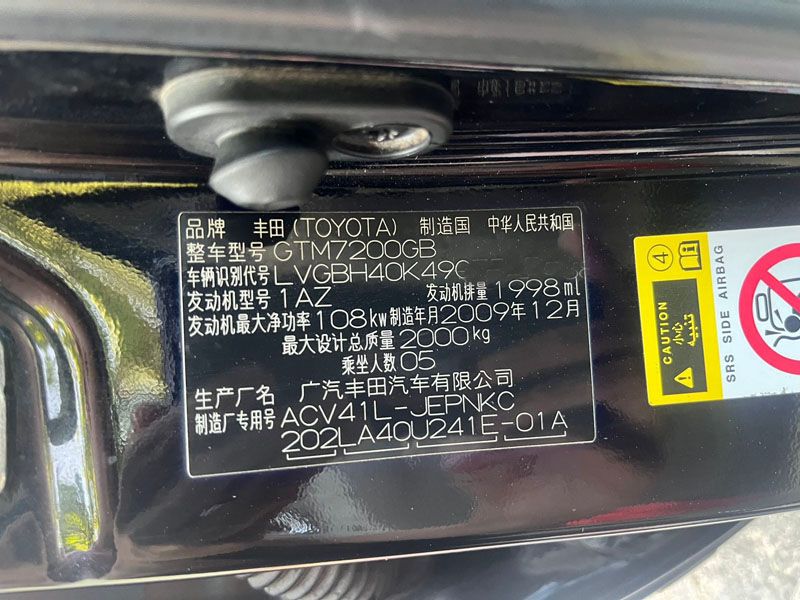 品牌 丰田(TOYOTA) 制造国 中华人民共和国
整车型号 GTM7200GB
车辆识别代号 LVGBH40K49
发动机型号 1AZ 发动机排量 1998ml
发动机最大净功率 108kw 制造年月 2009年12月
最大设计总质量 2000kg
乘坐人数 05
生产厂名 广汽丰田汽车有限公司
制造厂专用号 ACV41L-JEPNKC
202LA40U241E-01A
4
CAUTION
小心
تنبيه
SRS SIDE AIRBAG